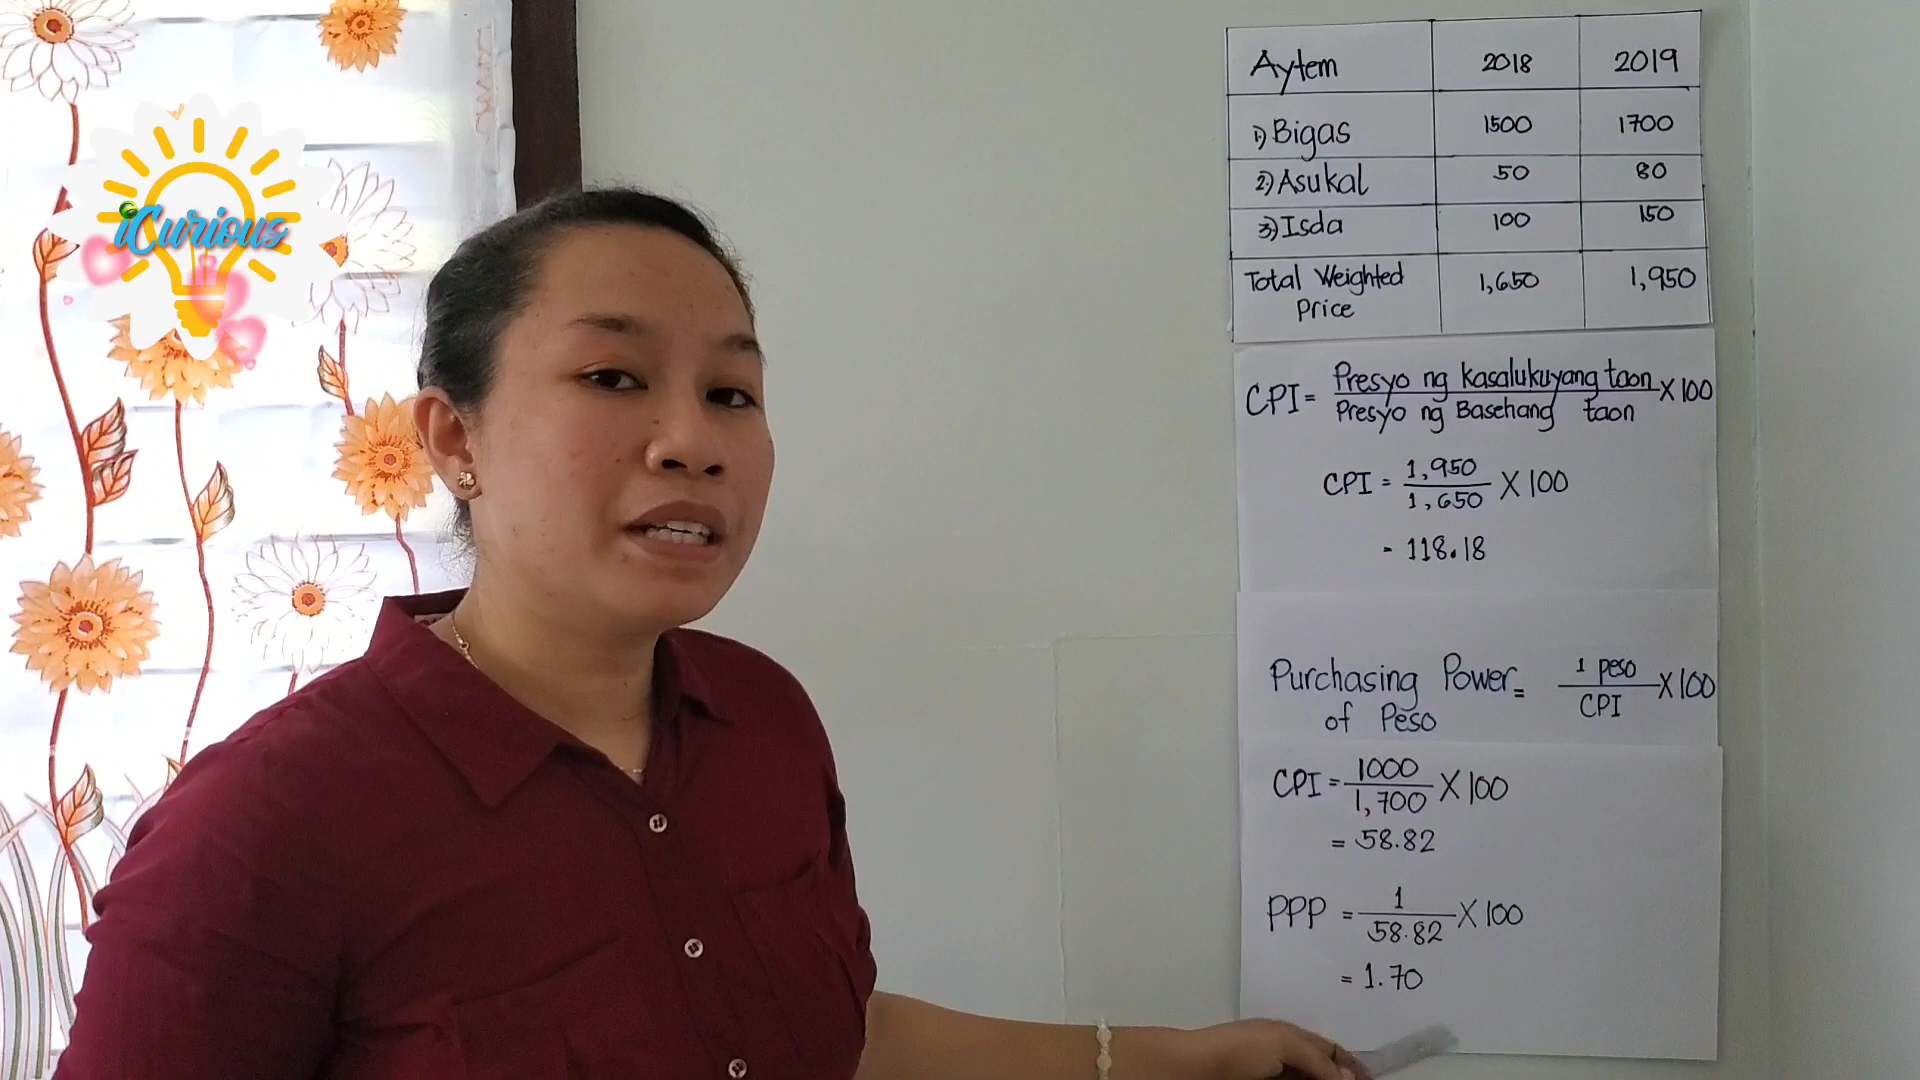 iCurious
Aytem 2018 2019
1) Bigas 1500 1700
2) Asukal 50 80
3) Isda 100 150
Total Weighted Price 1,650 1,950
CPI = Presyo ng kasalukuyang taon X 100
Presyo ng Basehang taon
CPI = 1,950 X 100
1,650
= 118.18
Purchasing Power = 1 peso X 100
of Peso CPI
CPI = 1000 X 100
1,700
= 58.82
PPP = 1 X 100
58.82
= 1.70